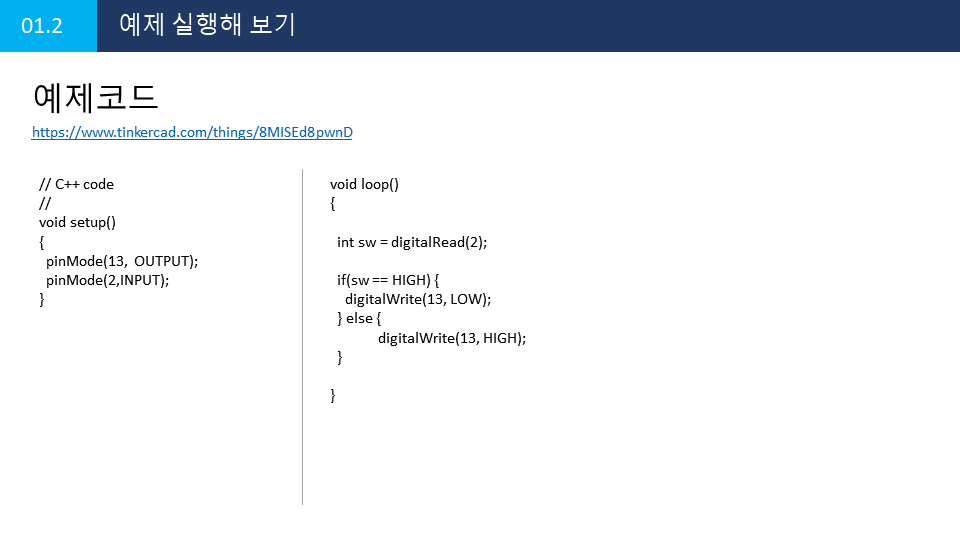 01.2
예제 실행해 보기
예제코드
https://www.tinkercad.com/things/8MISEd8pwnD
// C++ code
//
void setup()
{
pinMode(13, OUTPUT);
pinMode(2,INPUT);
}
void loop()
{
int sw = digitalRead(2);
if(sw == HIGH) {
digitalWrite(13, LOW);
} else {
digitalWrite(13, HIGH);
}
}